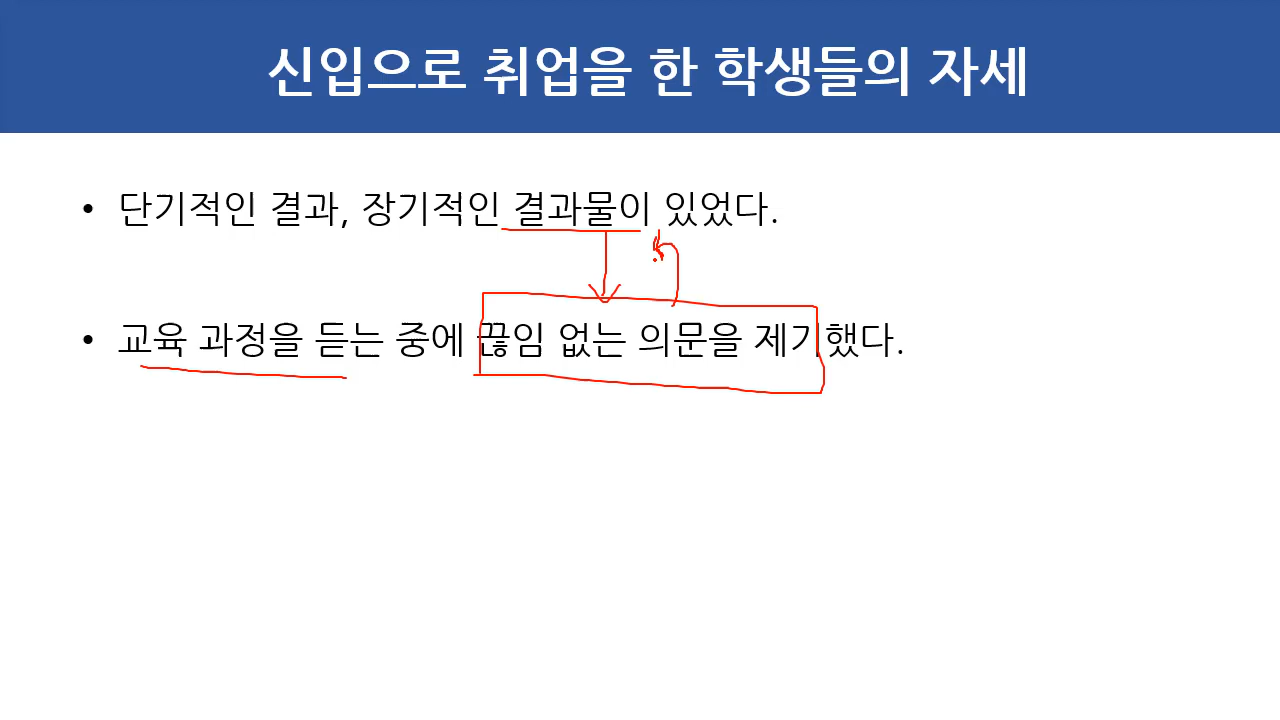 신입으로 취업을 한 학생들의 자세
• 단기적인 결과, 장기적인 결과물이 있었다.
• 교육 과정을 듣는 중에 끊임 없는 의문을 제기했다.